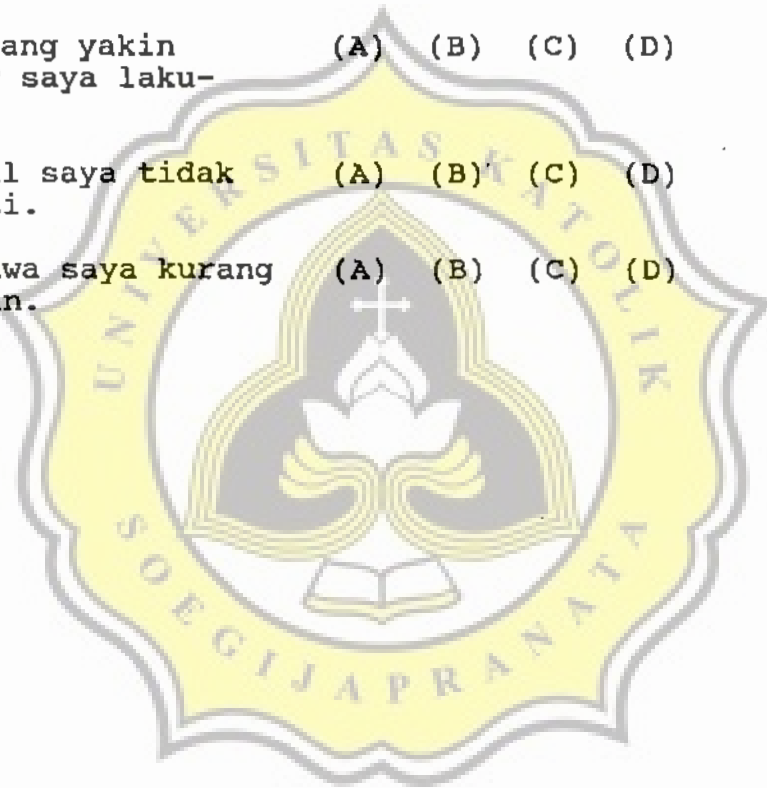 ang yakin (A) (B) (C) (D)
saya laku-
l saya tidak (A) (B) (C) (D)
i.
wa saya kurang (A) (B) (C) (D)
n.
UNIVERSITAS KATOLIK
SOEGIJAPRANATA